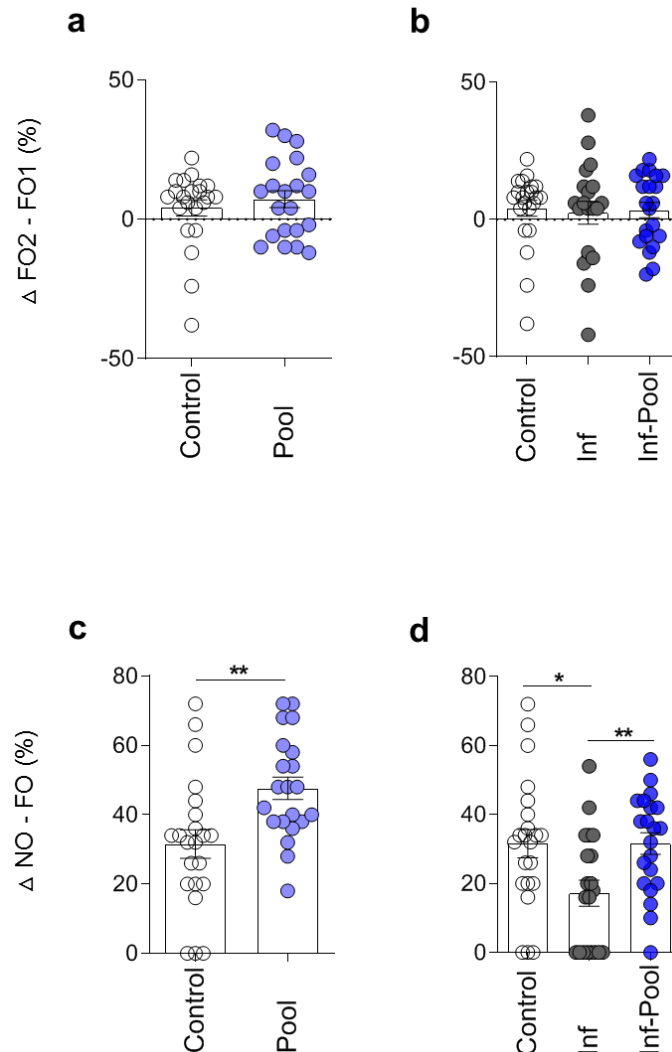 a
b
Δ FO2 - FO1 (%)
50
0
-50
Control
Pool
50
0
-50
Control
Inf
Inf-Pool
c
d
Δ NO - FO (%)
80
60
40
20
0
**
Control
Pool
80
60
40
20
0
*
**
Control
Inf
Inf-Pool